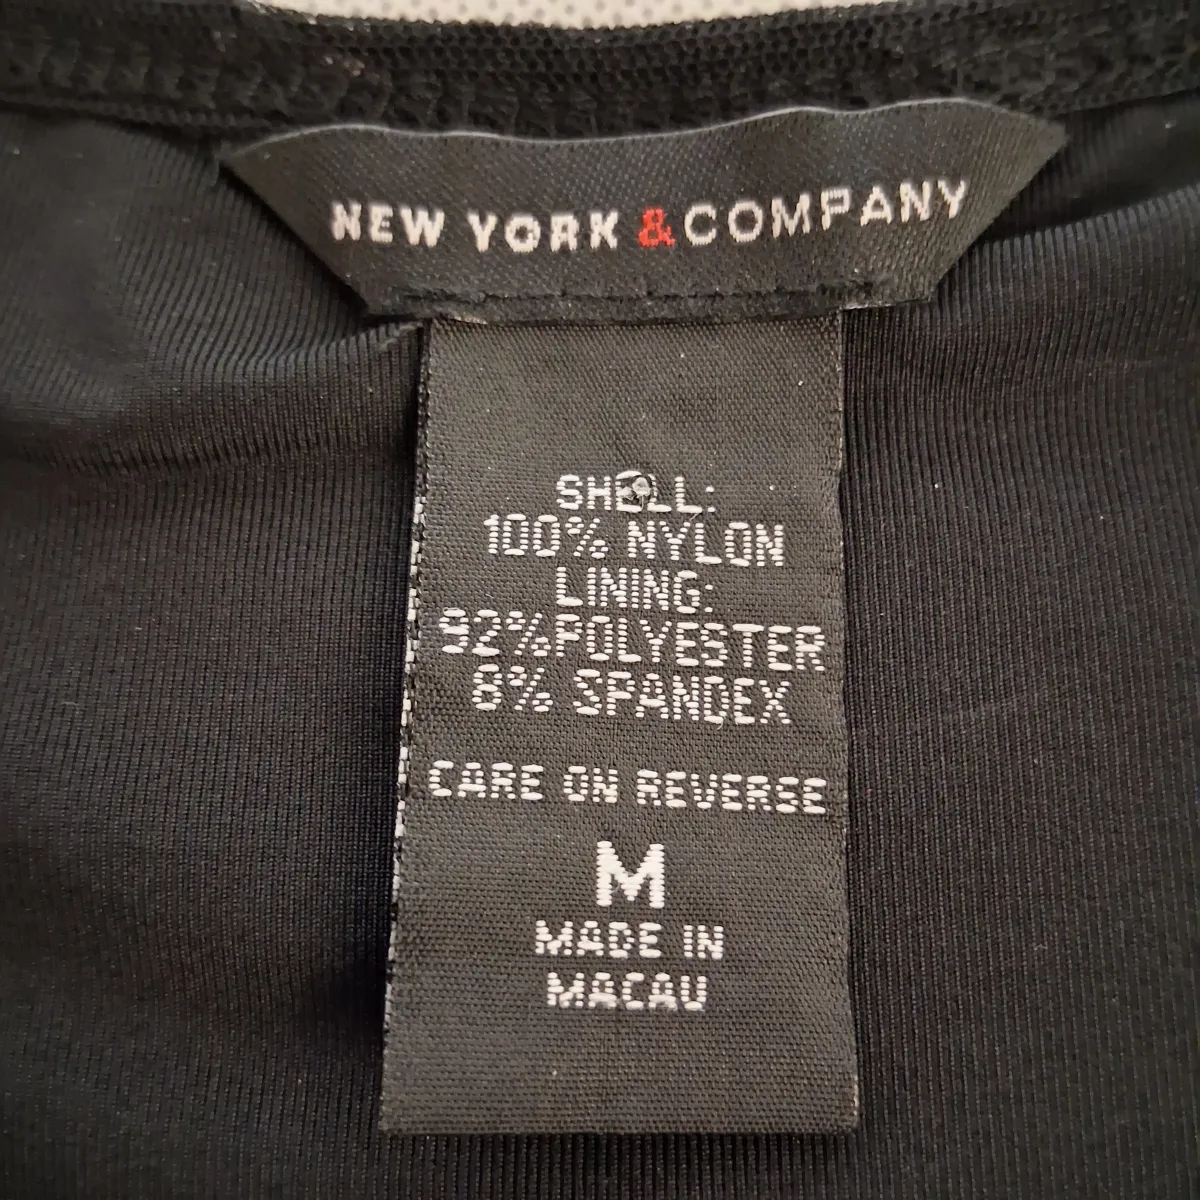 NEW YORK &COMPANY
SHELL:
100% NYLON
LINING:
92%POLYESTER
8% SPANDEX
CARE ON REVERSE
M
MADE IN
MACAU